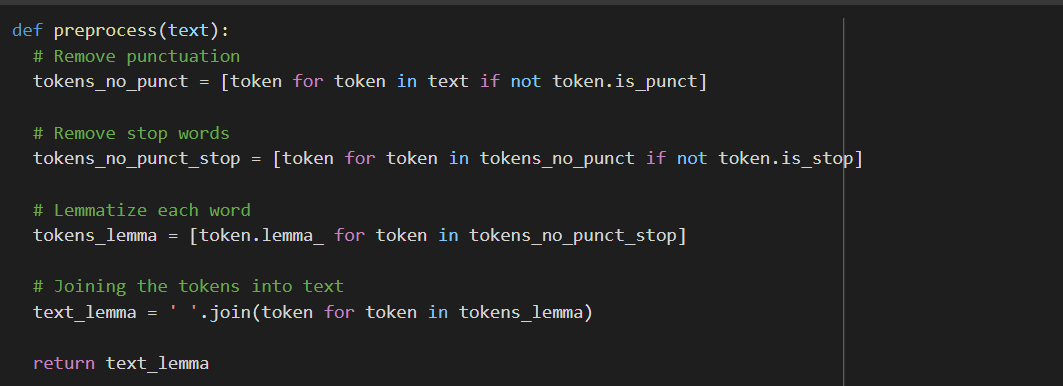 def preprocess(text):
  # Remove punctuation
  tokens_no_punct = [token for token in text if not token.is_punct]

  # Remove stop words
  tokens_no_punct_stop = [token for token in tokens_no_punct if not token.is_stop]

  # Lemmatize each word
  tokens_lemma = [token.lemma_ for token in tokens_no_punct_stop]

  # Joining the tokens into text
  text_lemma = ' '.join(token for token in tokens_lemma)

  return text_lemma